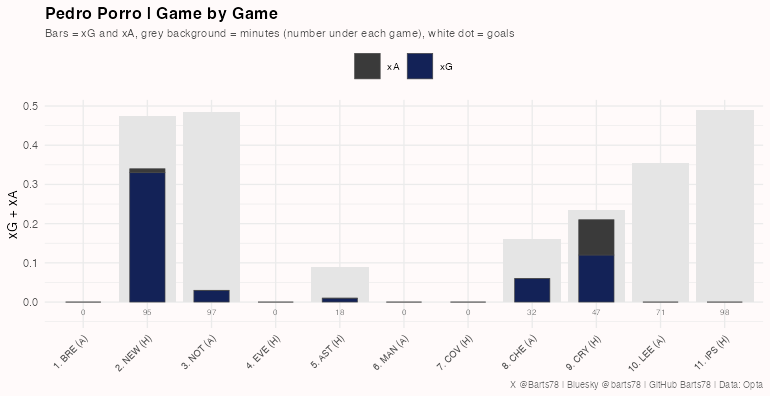 Pedro Porro | Game by Game
Bars = xG and xA, grey background = minutes (number under each game), white dot = goals
xA xG
xG + xA
0.5
0.4
0.3
0.2
0.1
0.0
0 95 97 0 18 0 0 32 47 71 98
1. BRE (A)
2. NEW (H)
3. NOT (A)
4. EVE (H)
5. AST (H)
6. MAN (A)
7. COV (H)
8. CHE (A)
9. CRY (H)
10. LEE (A)
11. IPS (H)
X @Barts78 | Bluesky @barts78 | GitHub Barts78 | Data: Opta